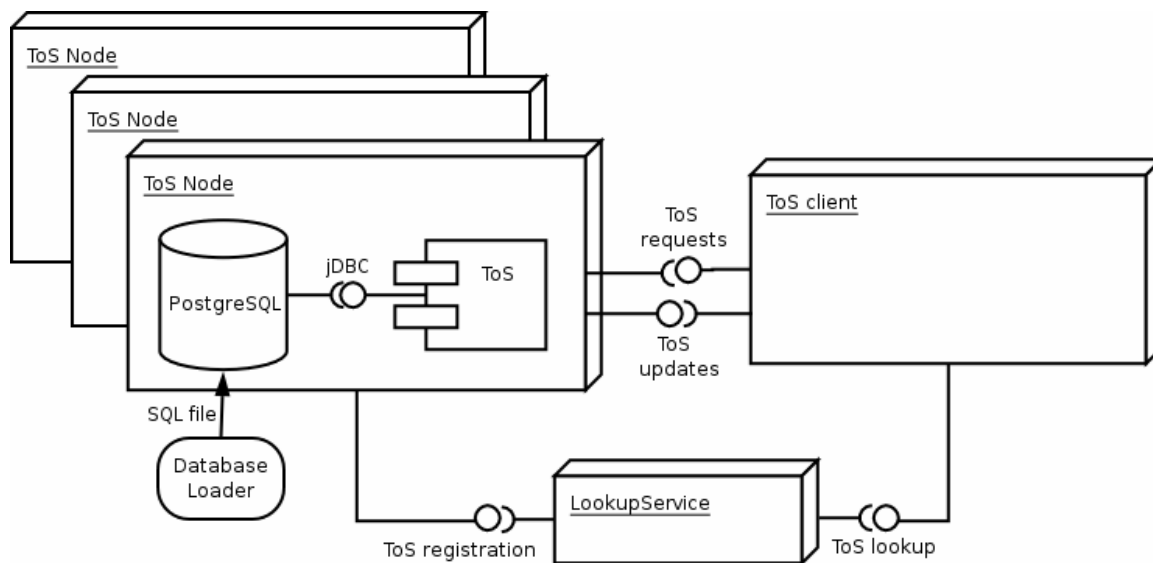 ToS Node
ToS Node
ToS Node
ToS client
ToS
requests
jDBC
ToS
PostgreSQL
ToS
updates
SQL file
Database
Loader
LookupService
ToS registration
ToS lookup